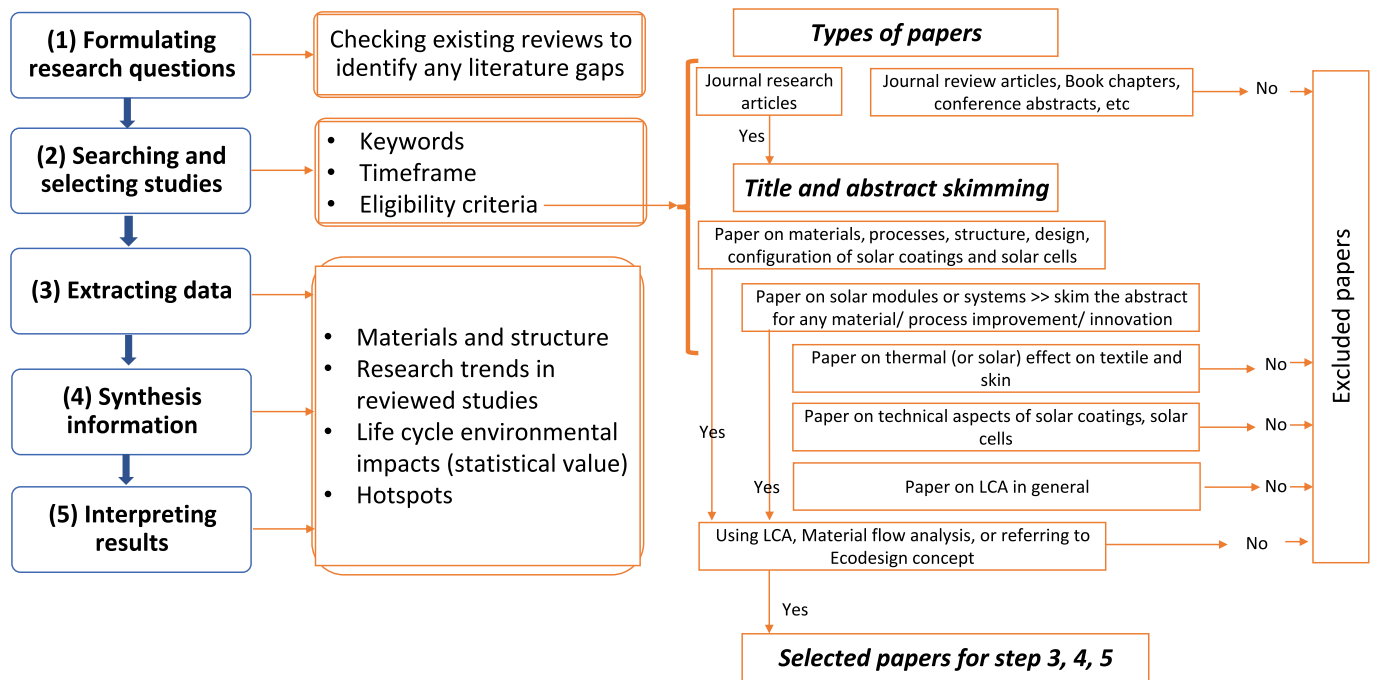 (1) Formulating
research questions
(2) Searching and
selecting studies
(3) Extracting data
(4) Synthesis
information
(5) Interpreting
results
Checking existing reviews to
identify any literature gaps
• Keywords
• Timeframe
• Eligibility criteria
• Materials and structure
• Research trends in
reviewed studies
• Life cycle environmental
impacts (statistical value)
• Hotspots
Types of papers
Journal research
articles
Journal review articles, Book chapters,
conference abstracts, etc
No
Yes
Title and abstract skimming
Paper on materials, processes, structure, design,
configuration of solar coatings and solar cells
Paper on solar modules or systems >> skim the abstract
for any material/ process improvement/ innovation
Paper on thermal (or solar) effect on textile and
skin
No
Paper on technical aspects of solar coatings, solar
cells
No
Yes
Paper on LCA in general
No
Yes
Using LCA, Material flow analysis, or referring to
Ecodesign concept
No
Yes
Selected papers for step 3, 4, 5
Excluded papers